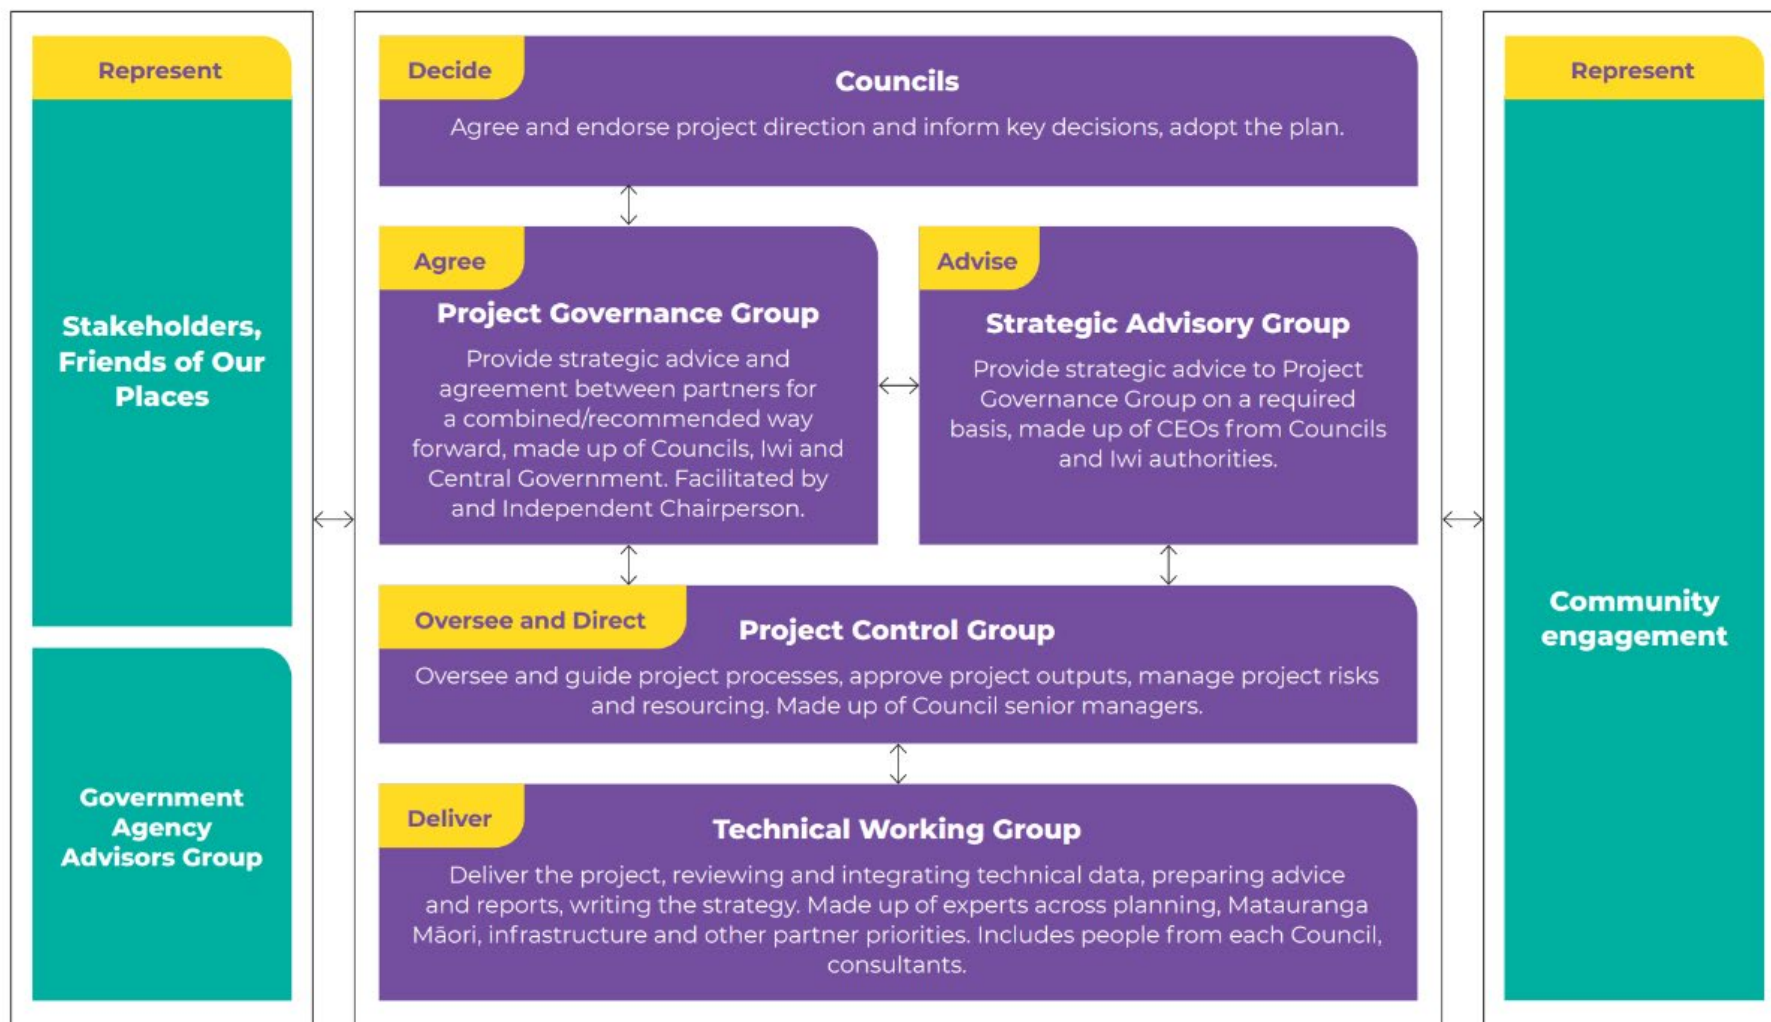 Represent
Stakeholders,
Friends of Our
Places
Government
Agency
Advisors Group
Decide
Councils
Agree and endorse project direction and inform key decisions, adopt the plan.
Agree
Project Governance Group
Provide strategic advice and
agreement between partners for
a combined/recommended way
forward, made up of Councils, Iwi and
Central Government. Facilitated by
and Independent Chairperson.
Advise
Strategic Advisory Group
Provide strategic advice to Project
Governance Group on a required
basis, made up of CEOs from Councils
and Iwi authorities.
Oversee and Direct
Project Control Group
Oversee and guide project processes, approve project outputs, manage project risks
and resourcing. Made up of Council senior managers.
Deliver
Technical Working Group
Deliver the project, reviewing and integrating technical data, preparing advice
and reports, writing the strategy. Made up of experts across planning, Matauranga
Māori, infrastructure and other partner priorities. Includes people from each Council,
consultants.
Represent
Community
engagement